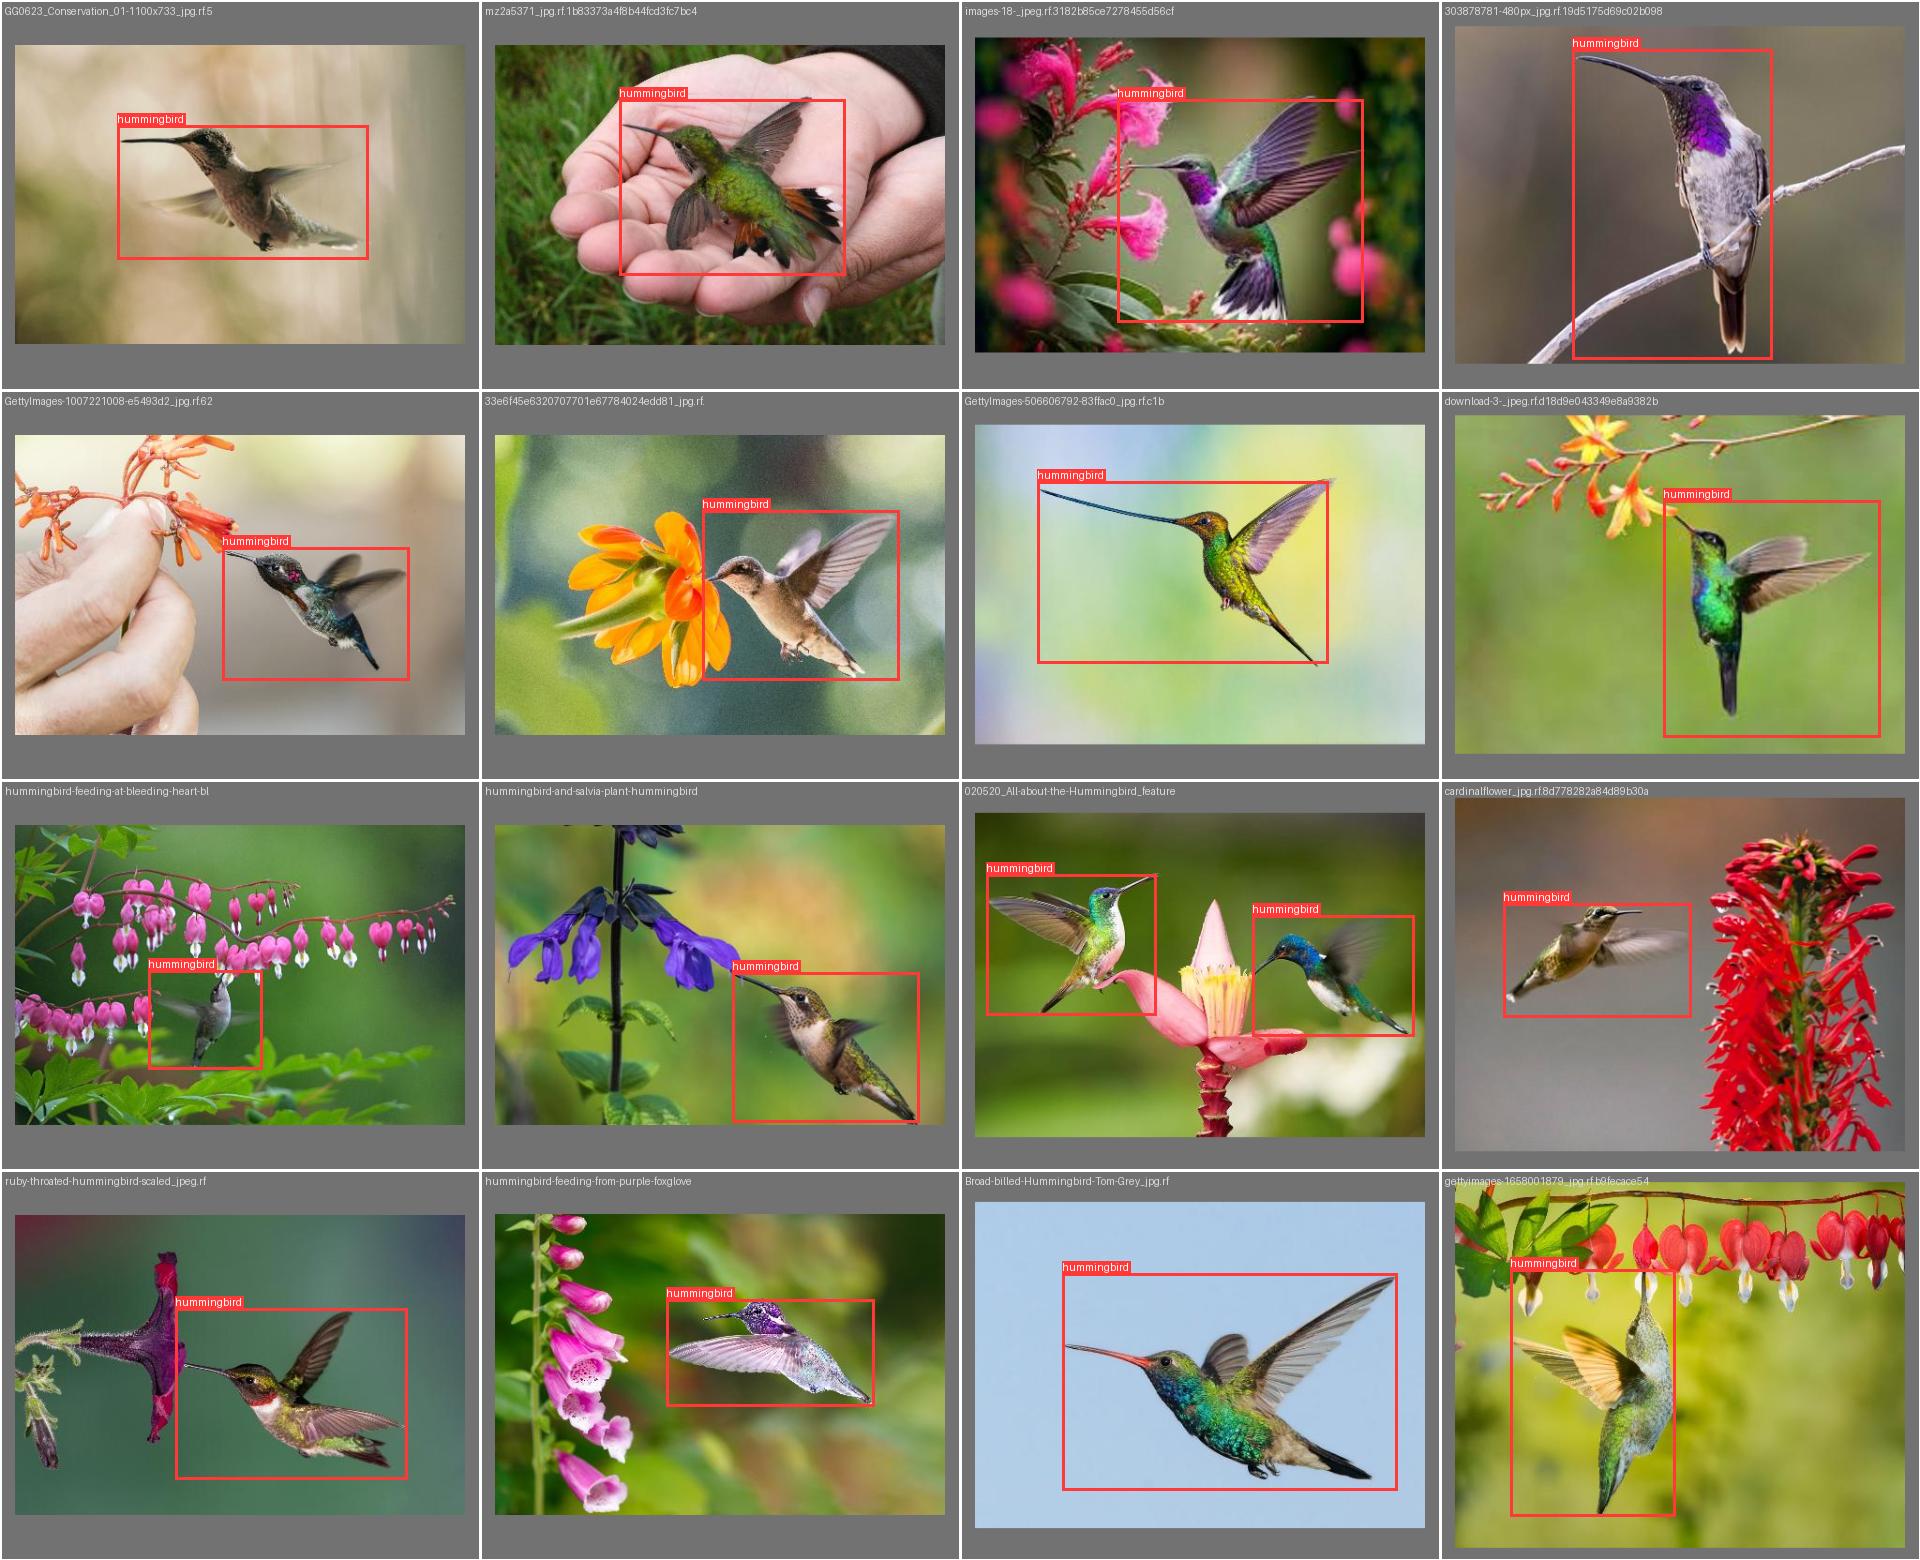 GG0623_Conservation_01-1100x733_jpg.rf.5
hummingbird
mz2a5371_jpg.rf.1b83373a4f8b44fcd3fc7bc4
hummingbird
images-18-_jpeg.rf.3182b85ce7278455d56cf
hummingbird
303878781-480px_jpg.rf.19d5175d69c02b098
hummingbird
GettyImages-1007221008-e5493d2_jpg.rf.62
hummingbird
33e6f45e6320707701e67784024edd81_jpg.rf.
hummingbird
GettyImages-506606792-83ffac0_jpg.rf.c1b
hummingbird
download-3-_jpeg.rf.d18d9e043349e8a9382b
hummingbird
hummingbird-feeding-at-bleeding-heart-bl
hummingbird
hummingbird-and-salvia-plant-hummingbird
hummingbird
020520_All-about-the-Hummingbird_feature
hummingbird
hummingbird
cardinalflower_jpg.rf.8d778282a84d89b30a
hummingbird
ruby-throated-hummingbird-scaled_jpeg.rf
hummingbird
hummingbird-feeding-from-purple-foxglove
hummingbird
Broad-billed-Hummingbird-Tom-Grey_jpg.rf
hummingbird
gettyimages-1658001879_jpg.rf.b9fecace54
hummingbird